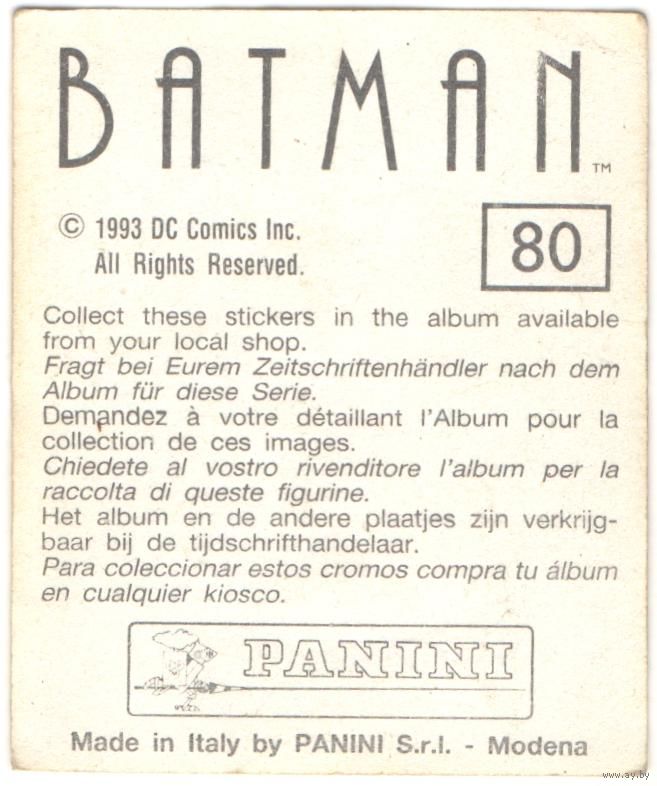 BATMAN™
© 1993 DC Comics Inc.
All Rights Reserved.
80
Collect these stickers in the album available
from your local shop.
Fragt bei Eurem Zeitschriftenhändler nach dem
Album für diese Serie.
Demandez à votre détaillant l'Album pour la
collection de ces images.
Chiedete al vostro rivenditore l'album per la
raccolta di queste figurine.
Het album en de andere plaatjes zijn verkrijg-
baar bij de tijdschrifthandelaar.
Para coleccionar estos cromos compra tu álbum
en cualquier kiosco.
PANINI
Made in Italy by PANINI S.r.l. - Modena
www.ay.by